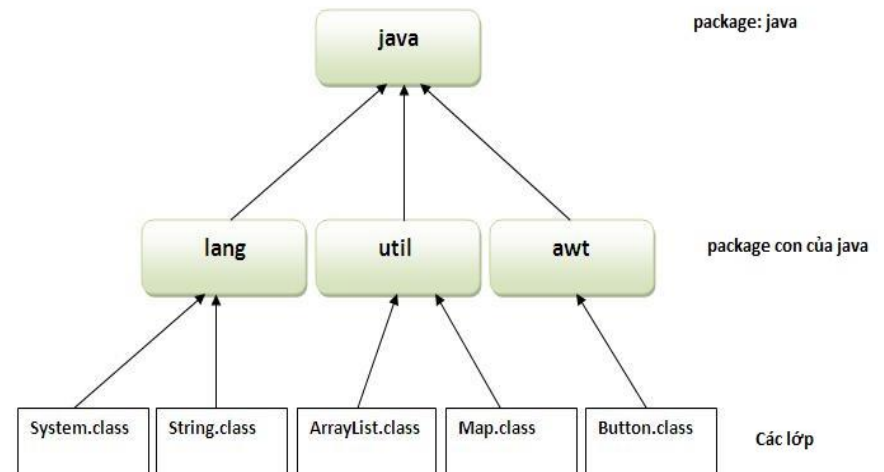 java
package: java
lang
util
awt
package con của java
System.class
String.class
ArrayList.class
Map.class
Button.class
Các lớp